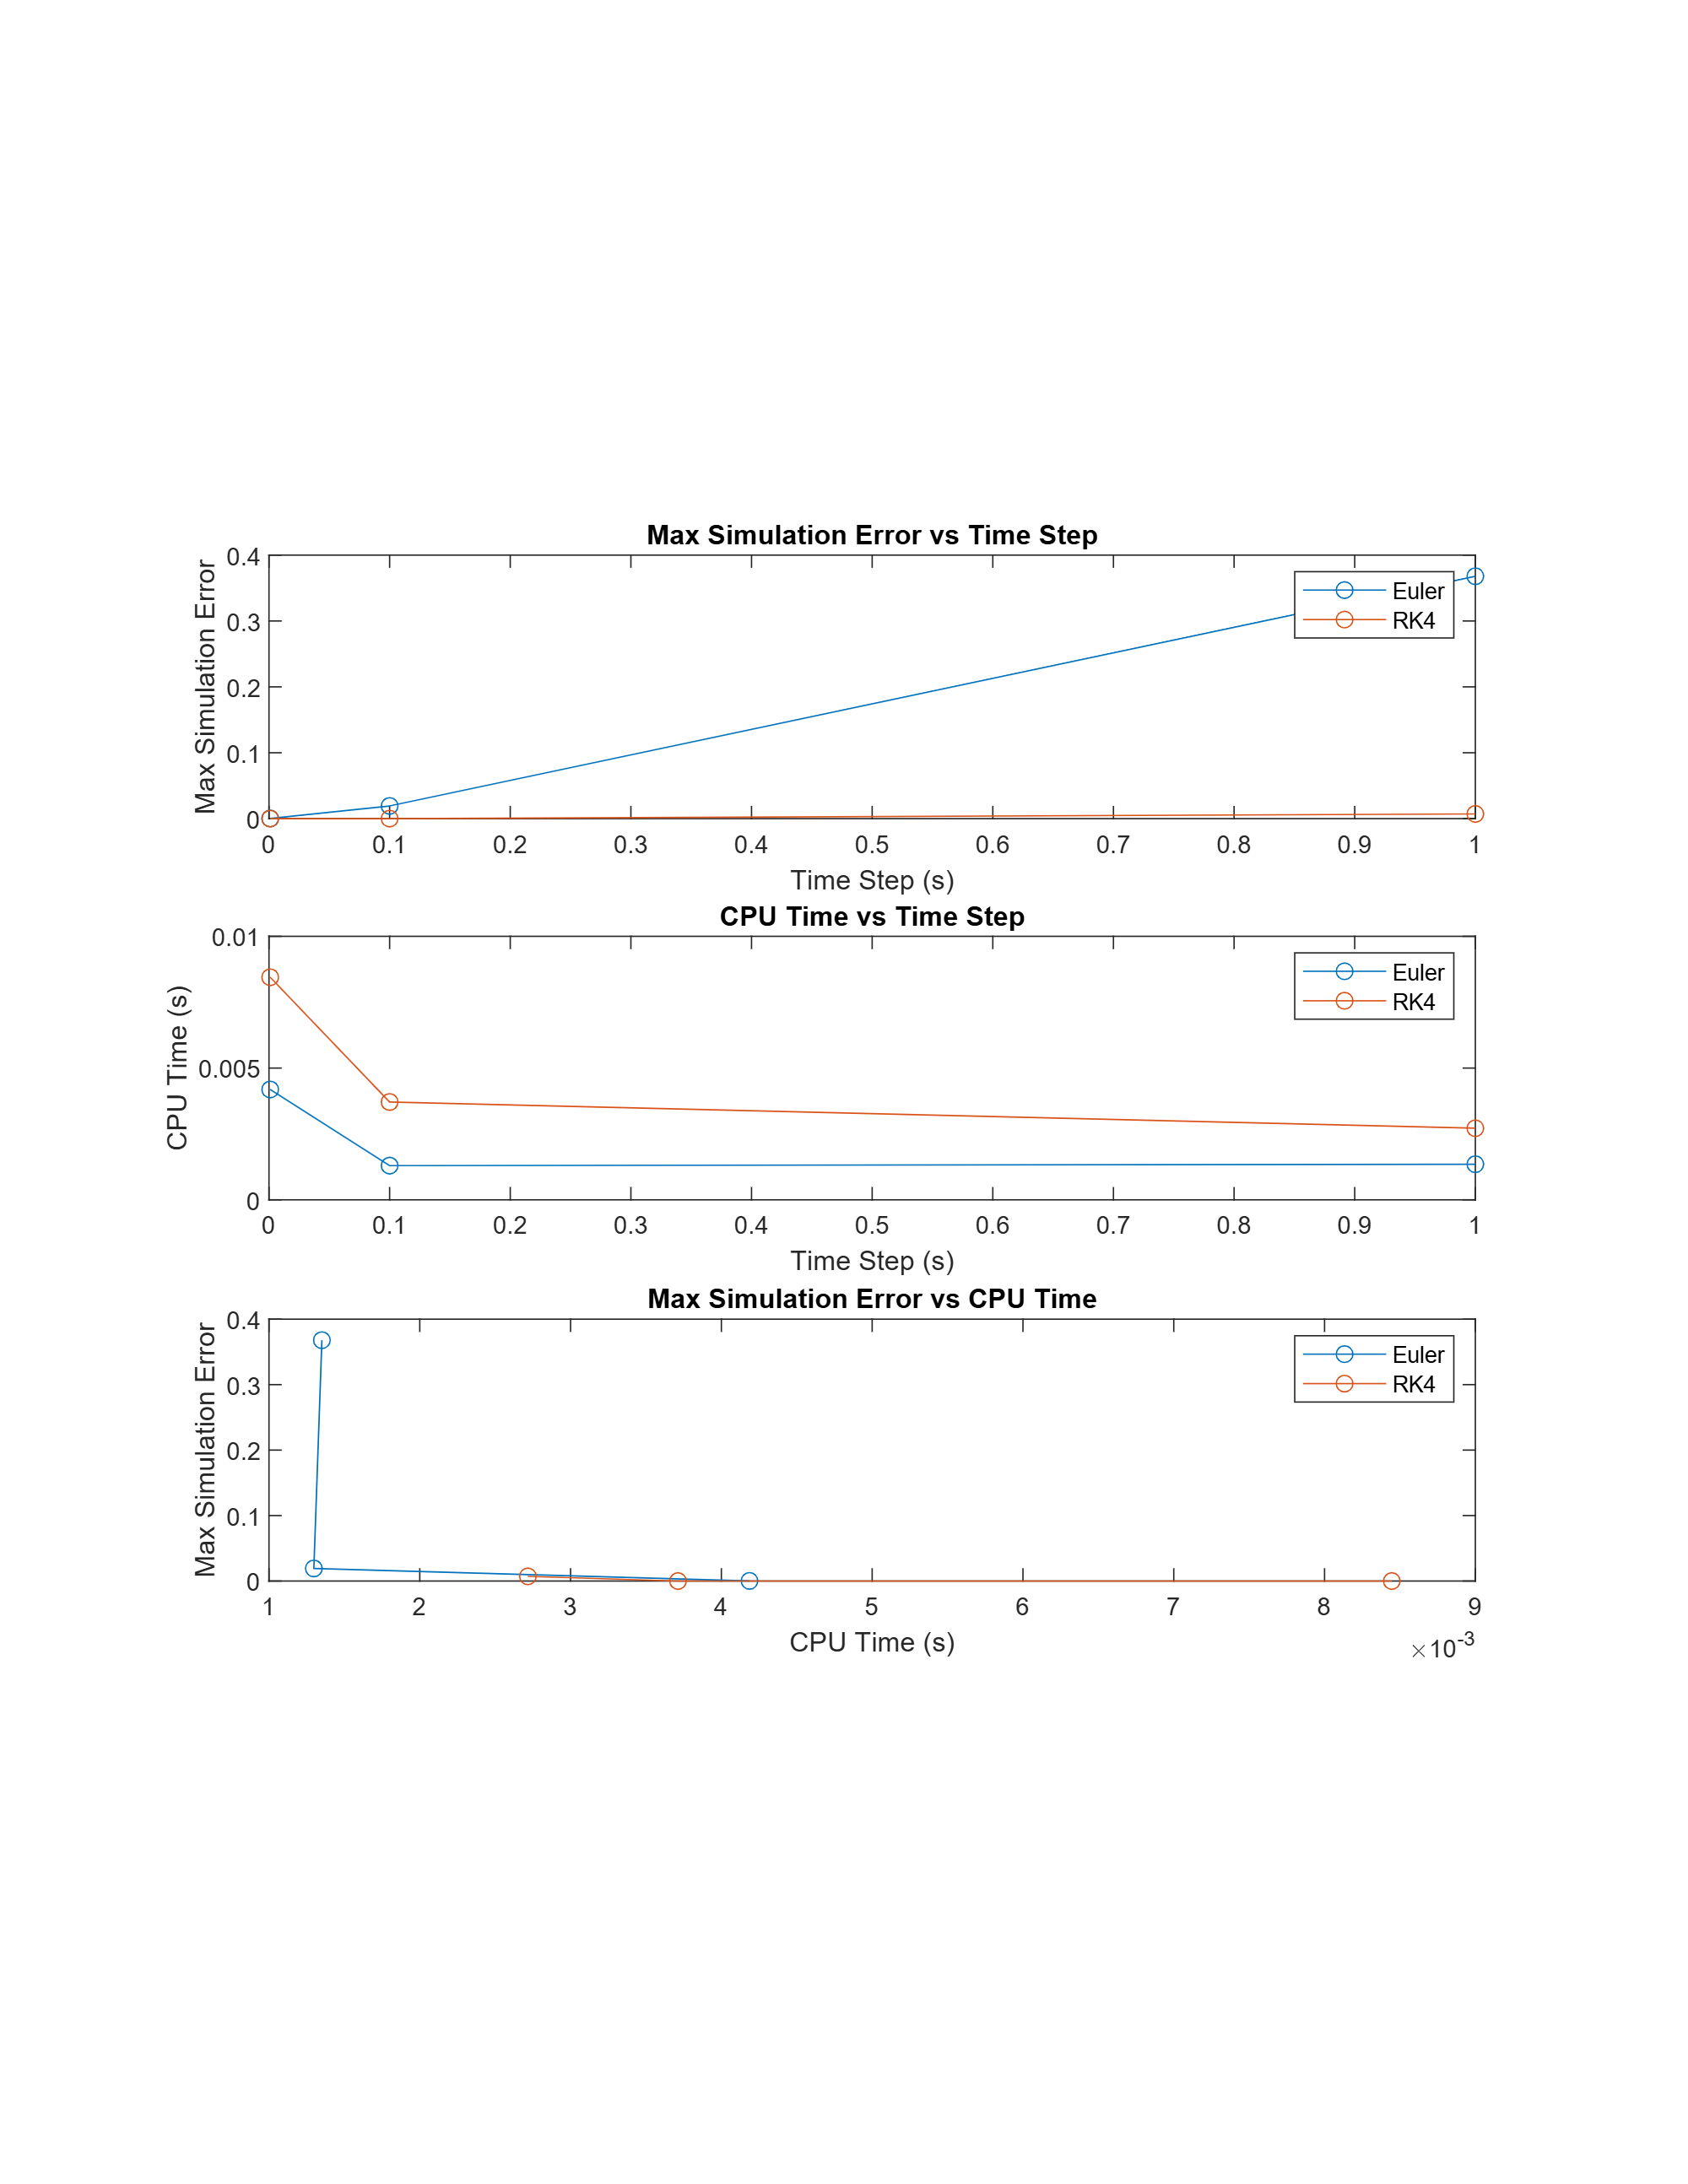 Max Simulation Error vs Time Step
0.4
0.3
0.2
0.1
0
Max Simulation Error
Euler
RK4
0 0.1 0.2 0.3 0.4 0.5 0.6 0.7 0.8 0.9 1
Time Step (s)
CPU Time vs Time Step
0.01
0.005
0
CPU Time (s)
Euler
RK4
0 0.1 0.2 0.3 0.4 0.5 0.6 0.7 0.8 0.9 1
Time Step (s)
Max Simulation Error vs CPU Time
0.4
0.3
0.2
0.1
0
Max Simulation Error
Euler
RK4
1 2 3 4 5 6 7 8 9
CPU Time (s)
×10-3